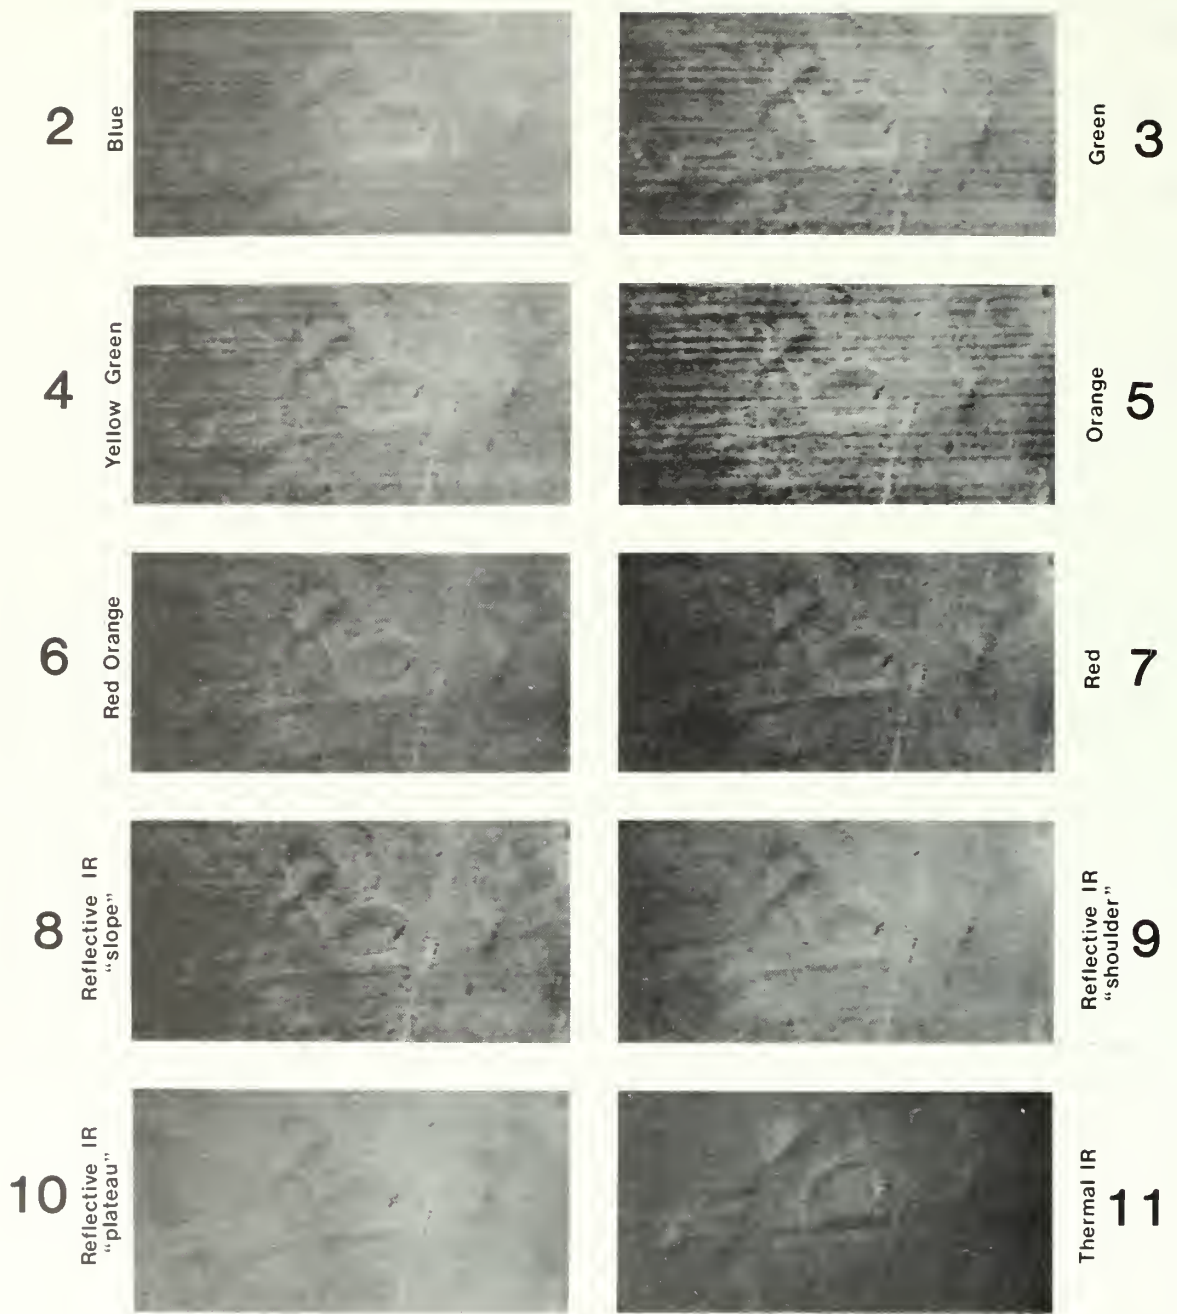 2
Blue
Green
3
4
Yellow Green
Orange
5
6
Red Orange
Red
7
8
Reflective IR
“slope”
Reflective IR
“shoulder”
9
10
Reflective IR
“plateau”
Thermal IR
11